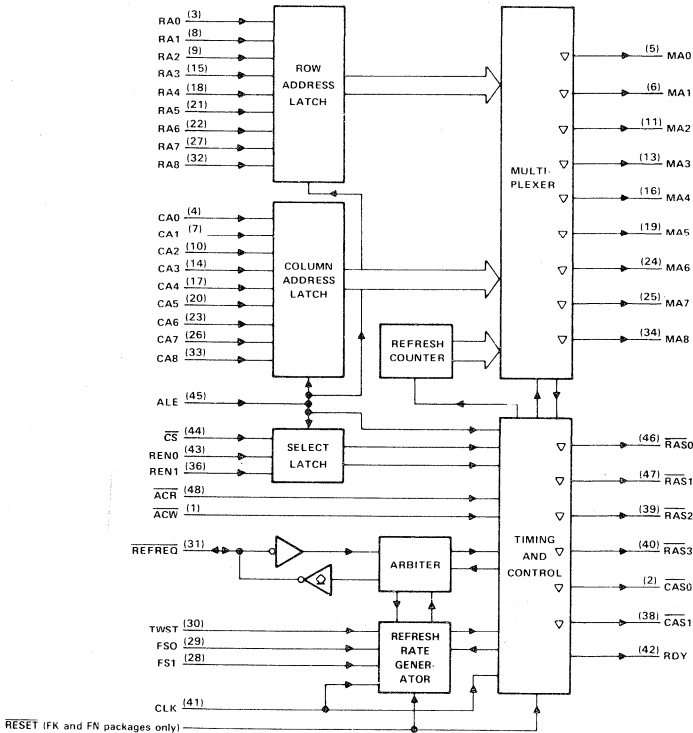 RA0 (3)
RA1 (8)
RA2 (9)
RA3 (15)
RA4 (18)
RA5 (21)
RA6 (22)
RA7 (27)
RA8 (32)
ROW
ADDRESS
LATCH
CA0 (4)
CA1 (7)
CA2 (10)
CA3 (14)
CA4 (17)
CA5 (20)
CA6 (23)
CA7 (26)
CA8 (33)
COLUMN
ADDRESS
LATCH
REFRESH
COUNTER
MULTI-
PLEXER
(5) MA0
(6) MA1
(11) MA2
(13) MA3
(16) MA4
(19) MA5
(24) MA6
(25) MA7
(34) MA8
ALE (45)
CS (44)
REN0 (43)
REN1 (36)
SELECT
LATCH
ACR (48)
ACW (1)
REFREQ (31)
ARBITER
TWST (30)
FS0 (29)
FS1 (28)
REFRESH
RATE
GENER-
ATOR
CLK (41)
RESET (FK and FN packages only)
TIMING
AND
CONTROL
(46) RAS0
(47) RAS1
(39) RAS2
(40) RAS3
(2) CAS0
(38) CAS1
(42) RDY